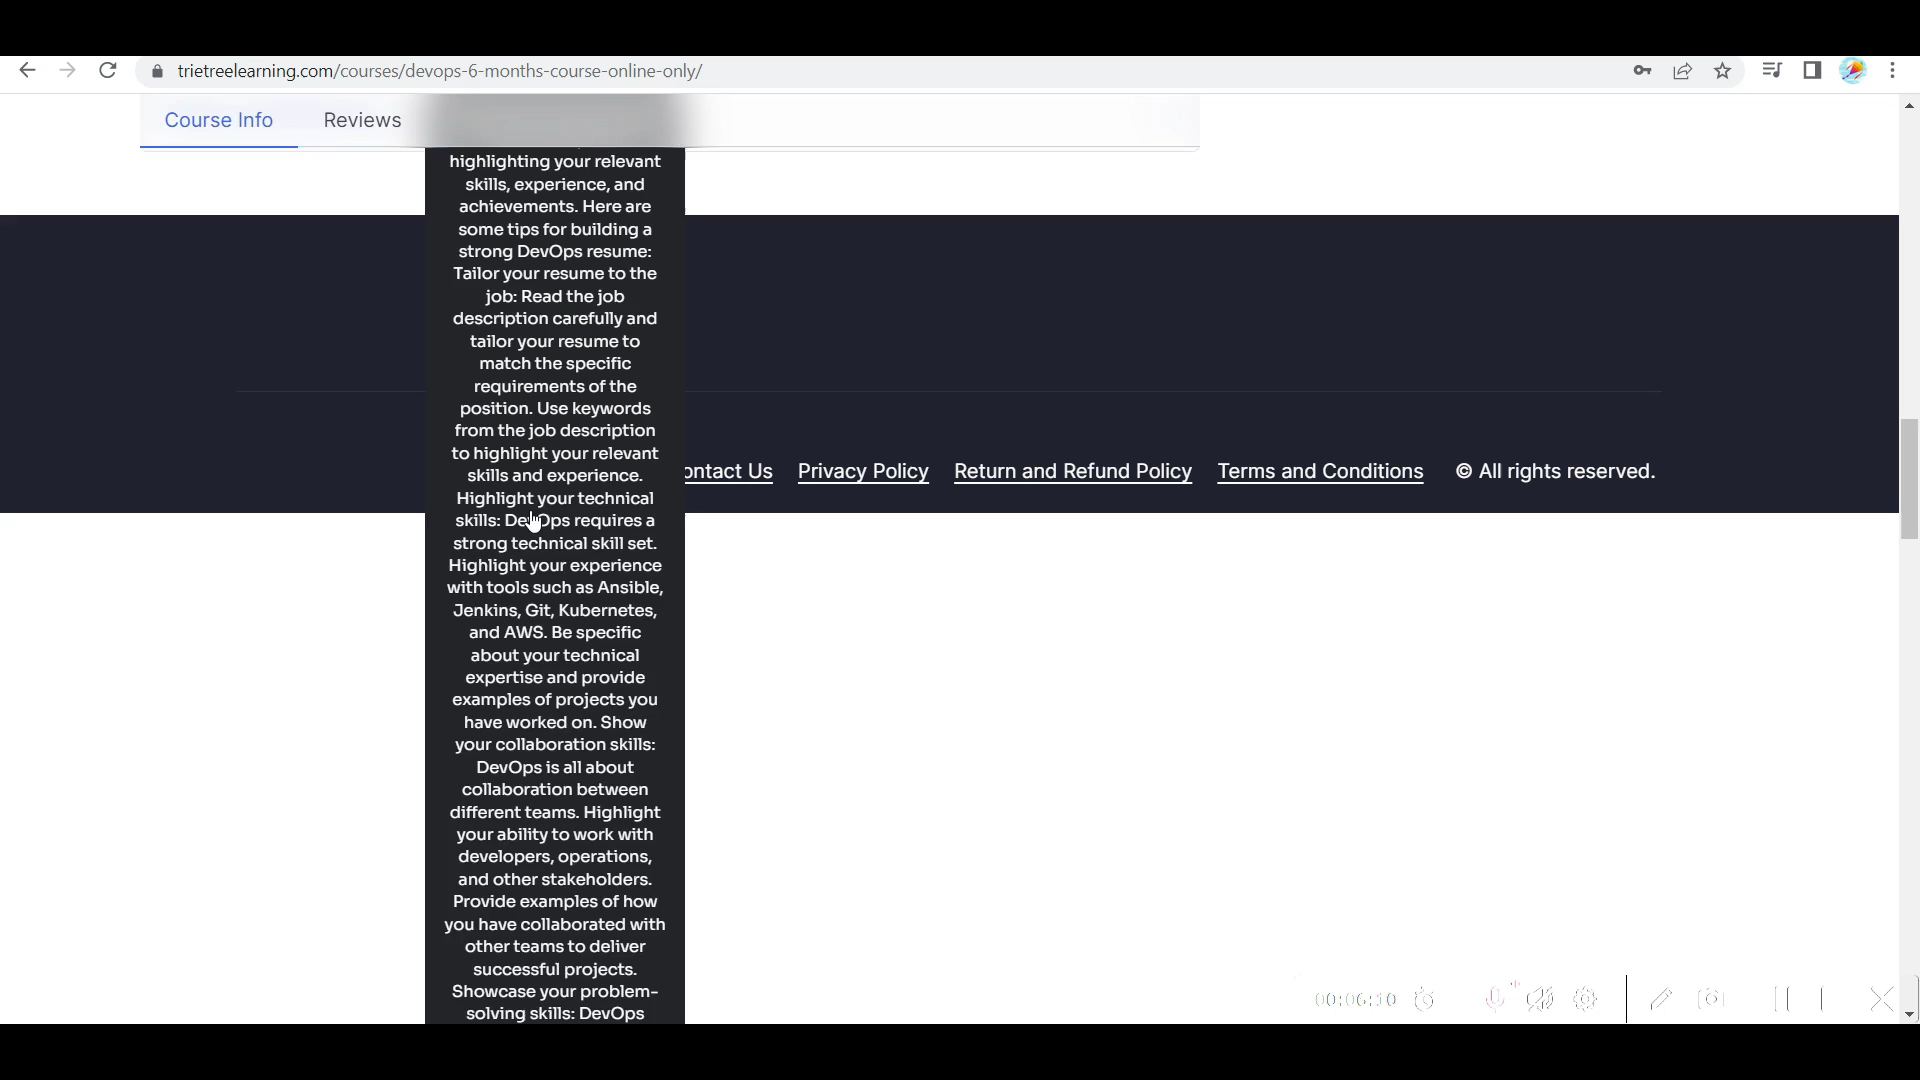 trietreelearning.com/courses/devops-6-months-course-online-only/
Course Info
Reviews
highlighting your relevant
skills, experience, and
achievements. Here are
some tips for building a
strong DevOps resume:
Tailor your resume to the
job: Read the job
description carefully and
tailor your resume to
match the specific
requirements of the
position. Use keywords
from the job description
to highlight your relevant
skills and experience.
Highlight your technical
skills: DevOps requires a
strong technical skill set.
Highlight your experience
with tools such as Ansible,
Jenkins, Git, Kubernetes,
and AWS. Be specific
about your technical
expertise and provide
examples of projects you
have worked on. Show
your collaboration skills:
DevOps is all about
collaboration between
different teams. Highlight
your ability to work with
developers, operations,
and other stakeholders.
Provide examples of how
you have collaborated with
other teams to deliver
successful projects.
Showcase your problem-
solving skills: DevOps
ontact Us Privacy Policy Return and Refund Policy Terms and Conditions © All rights reserved.
00:06:10